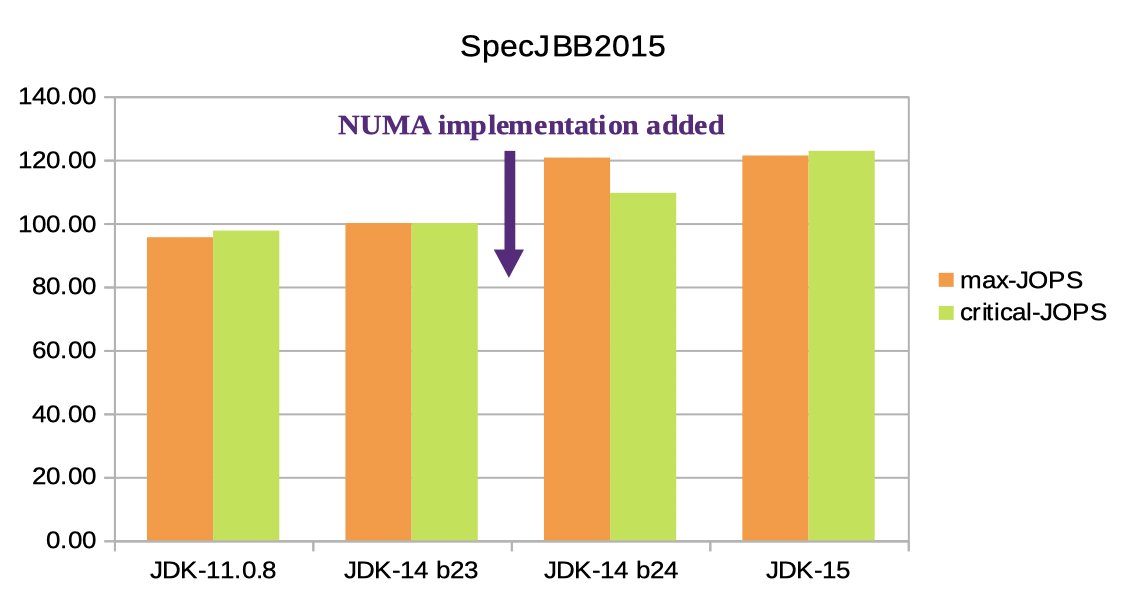 SpecJBB2015
140.00
120.00
100.00
80.00
60.00
40.00
20.00
0.00
NUMA implementation added
JDK-11.0.8
JDK-14 b23
JDK-14 b24
JDK-15
max-JOPS
critical-JOPS